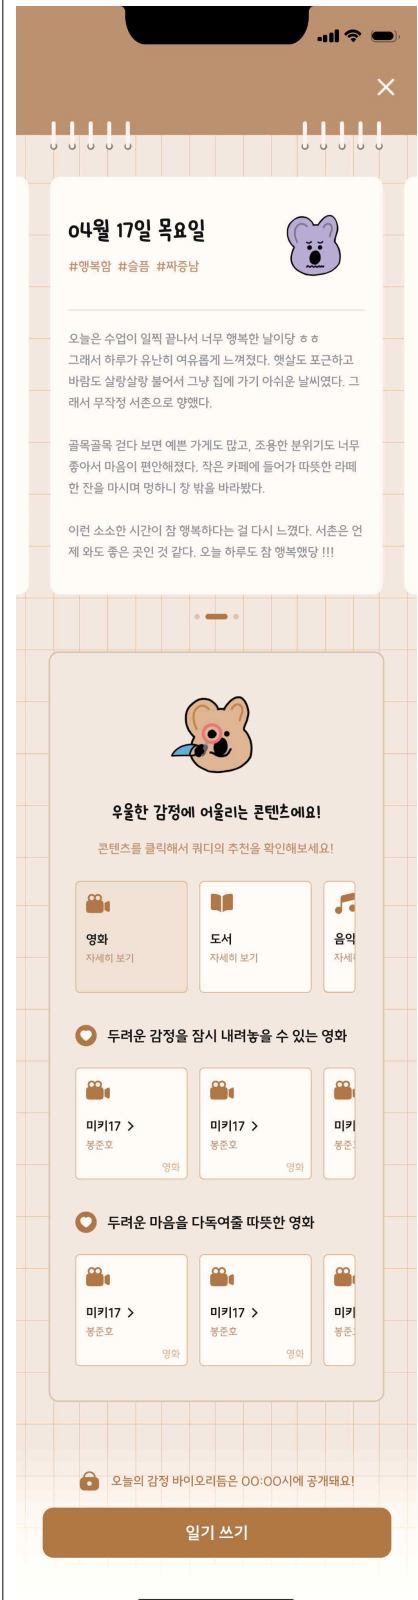 04월 17일 목요일
#행복함 #슬픔 #짜증남
오늘은 수업이 일찍 끝나서 너무 행복한 날이당 ㅎㅎ
그래서 하루가 유난히 여유롭게 느껴졌다. 햇살도 포근하고
바람도 살랑살랑 불어서 그냥 집에 가기 아쉬운 날씨였다. 그
래서 무작정 서촌으로 향했다.
골목골목 걷다 보면 예쁜 가게도 많고, 조용한 분위기도 너무
좋아서 마음이 편안해졌다. 작은 카페에 들어가 따뜻한 라떼
한 잔을 마시며 멍하니 창 밖을 바라봤다.
이런 소소한 시간이 참 행복하다는 걸 다시 느꼈다. 서촌은 언
제 와도 좋은 곳인 것 같다. 오늘 하루도 참 행복했당 !!!
우울한 감정에 어울리는 콘텐츠에요!
콘텐츠를 클릭해서 쿼디의 추천을 확인해보세요!
영화 도서 음악
자세히 보기 자세히 보기 자세
두려운 감정을 잠시 내려놓을 수 있는 영화
미키17 > 미키17 > 미키
봉준호 봉준호 봉준
영화 영화
두려운 마음을 다독여줄 따뜻한 영화
미키17 > 미키17 > 미키
봉준호 봉준호 봉준
영화 영화
오늘의 감정 바이오리듬은 00:00시에 공개돼요!
일기 쓰기